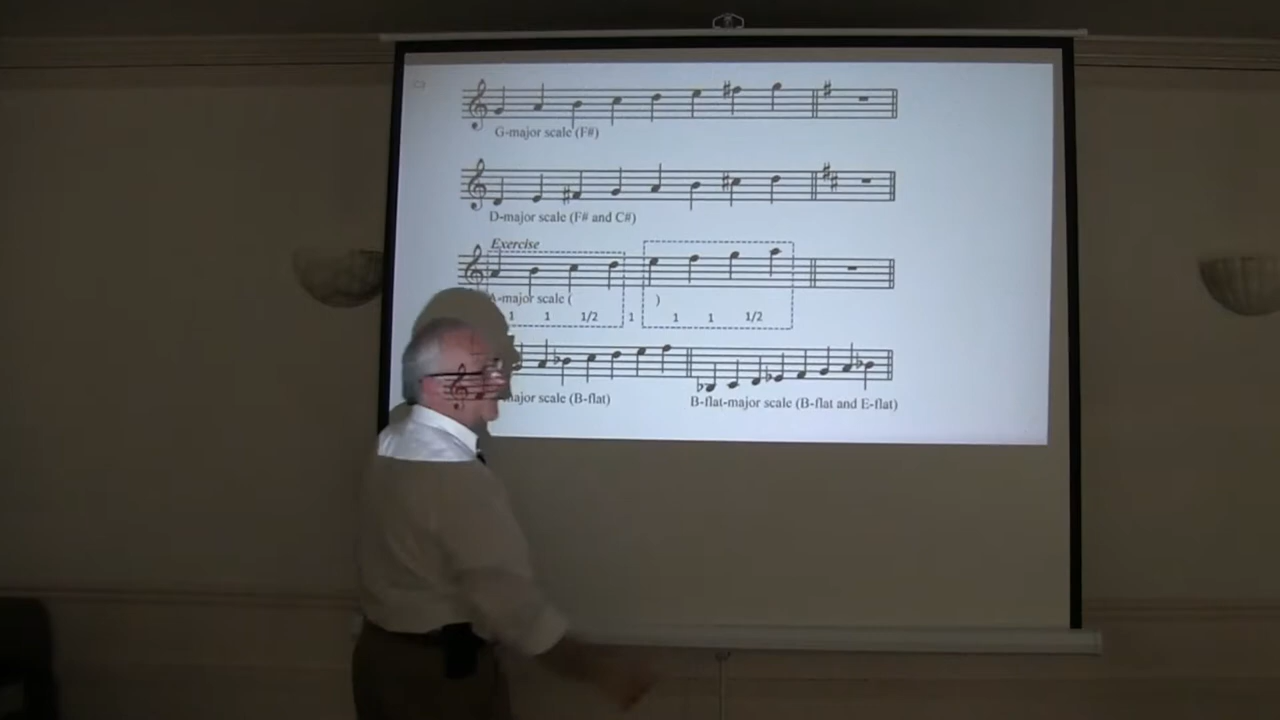 G-major scale (F#)
D-major scale (F# and C#)
Exercise
A-major scale ( )
1 1 1/2 1 1 1 1/2
major scale (B-flat) B-flat-major scale (B-flat and E-flat)